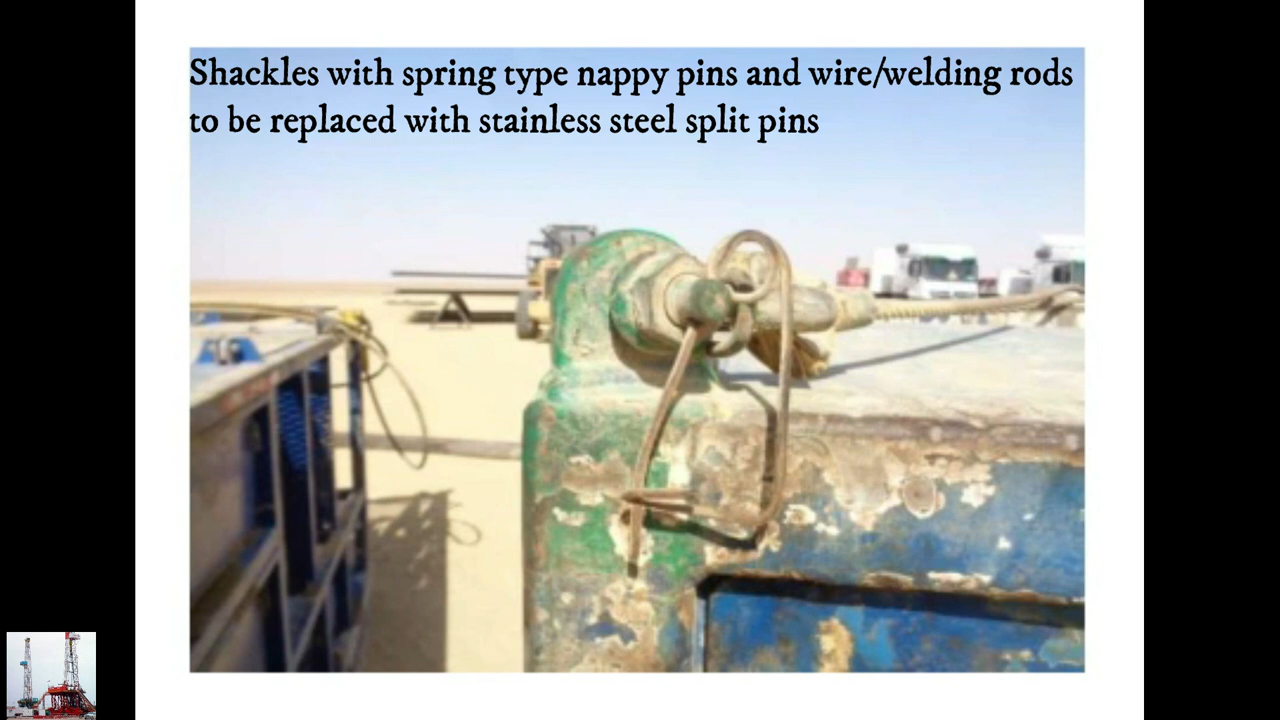 Shackles with spring type nappy pins and wire/welding rods
to be replaced with stainless steel split pins